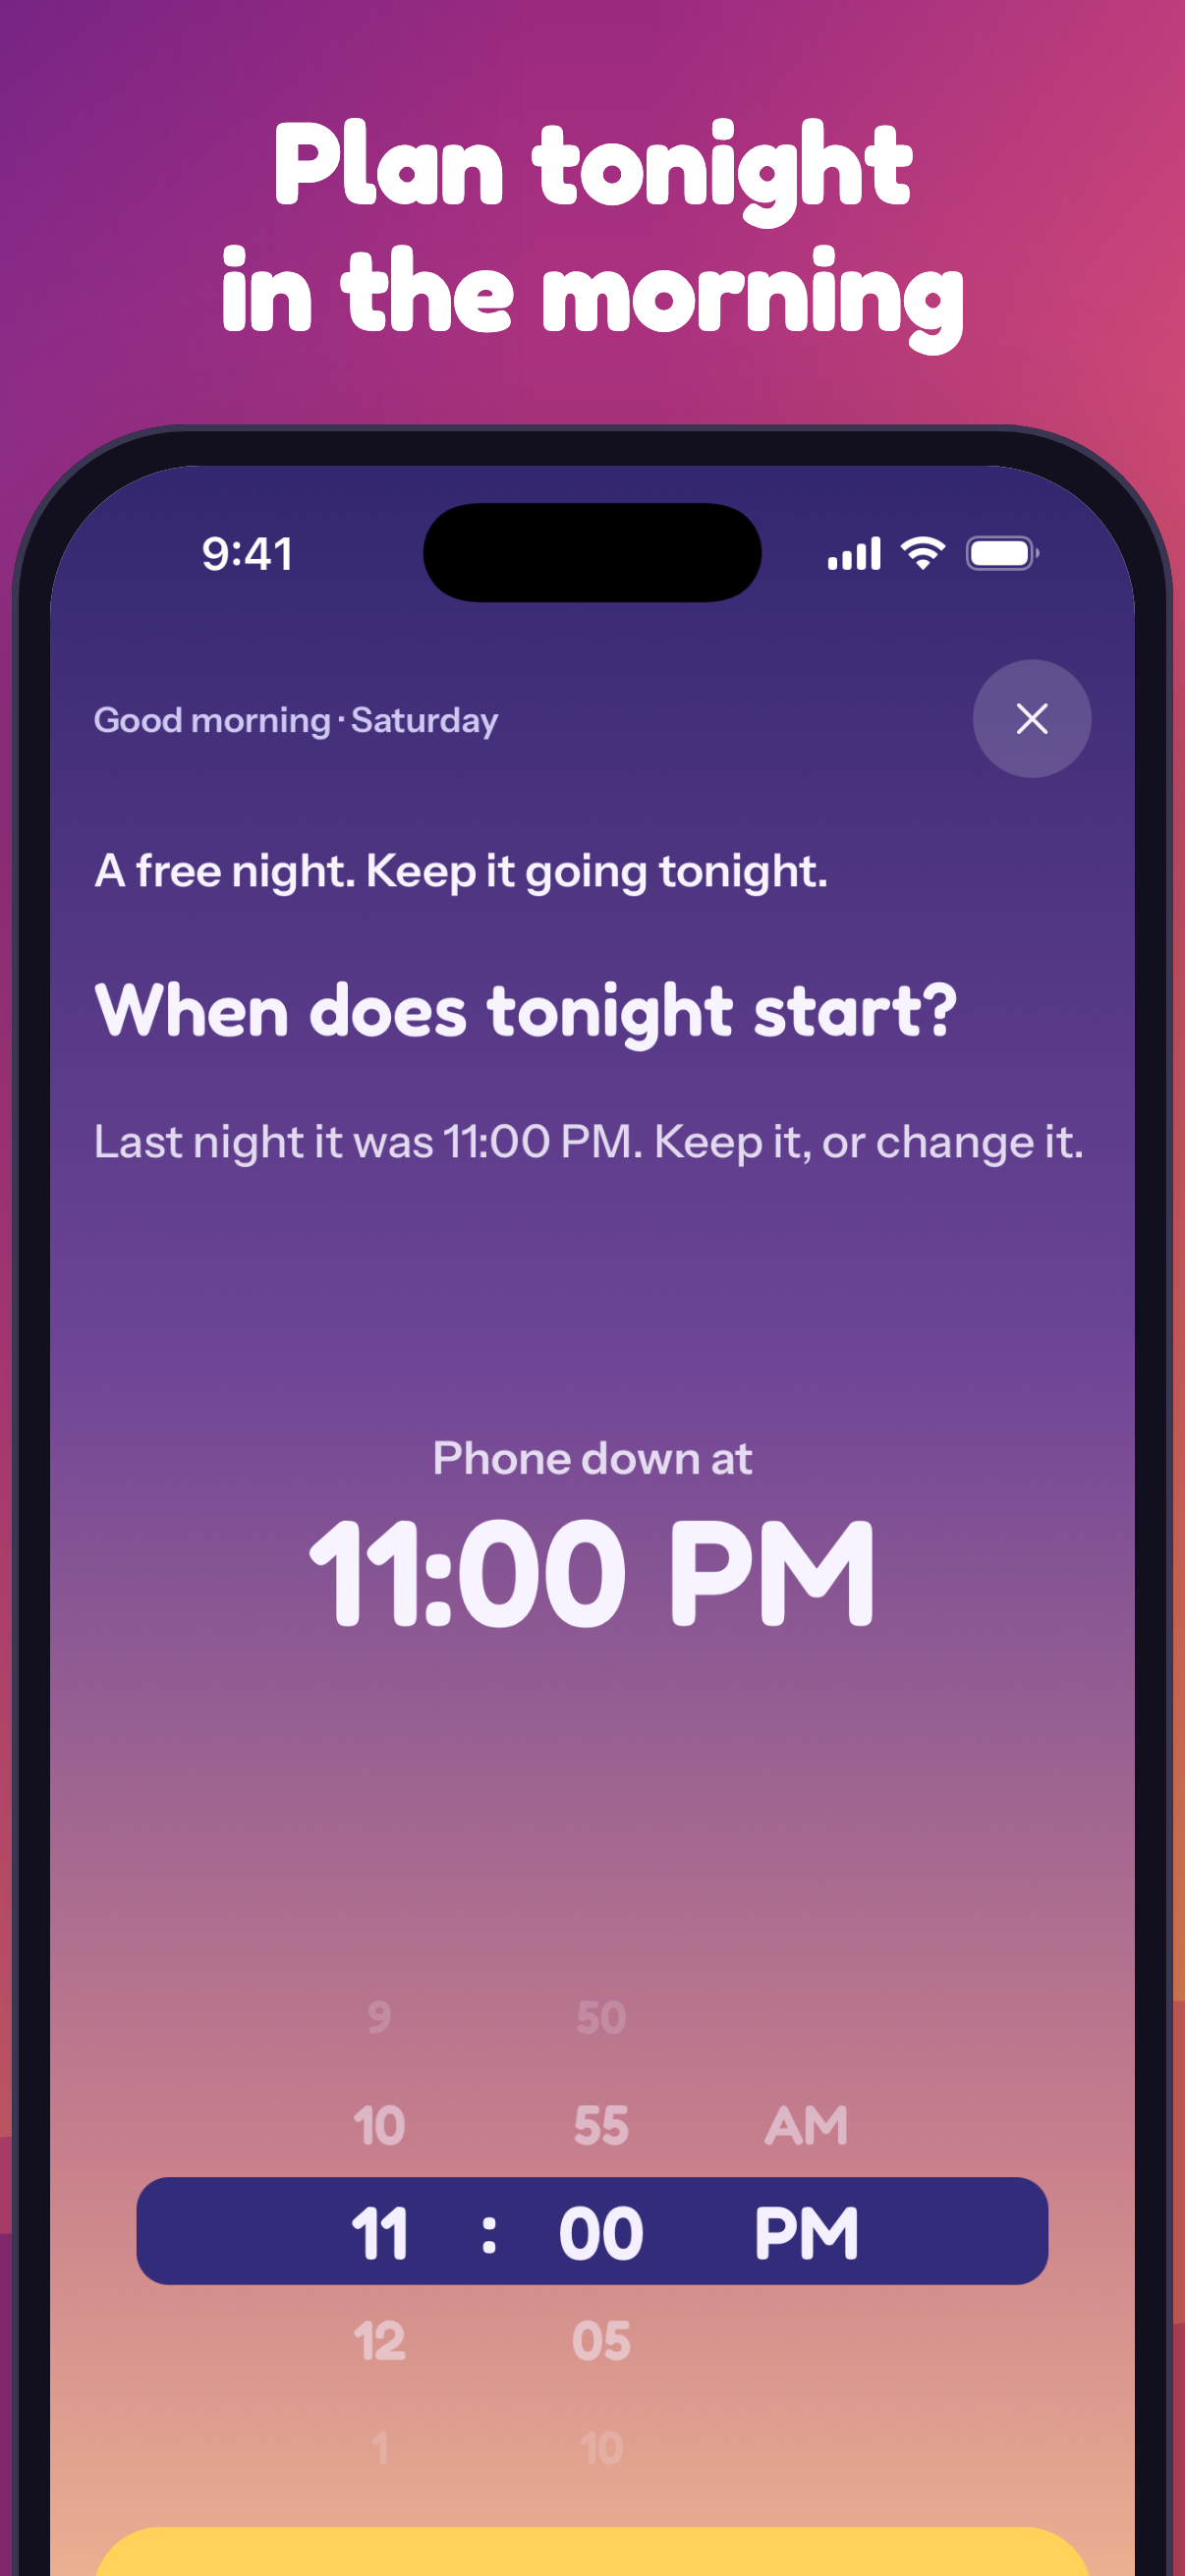 Plan tonight
in the morning
9:41
Good morning · Saturday
A free night. Keep it going tonight.
When does tonight start?
Last night it was 11:00 PM. Keep it, or change it.
Phone down at
11:00 PM
9 50
10 55 AM
11 : 00 PM
12 05
1 10